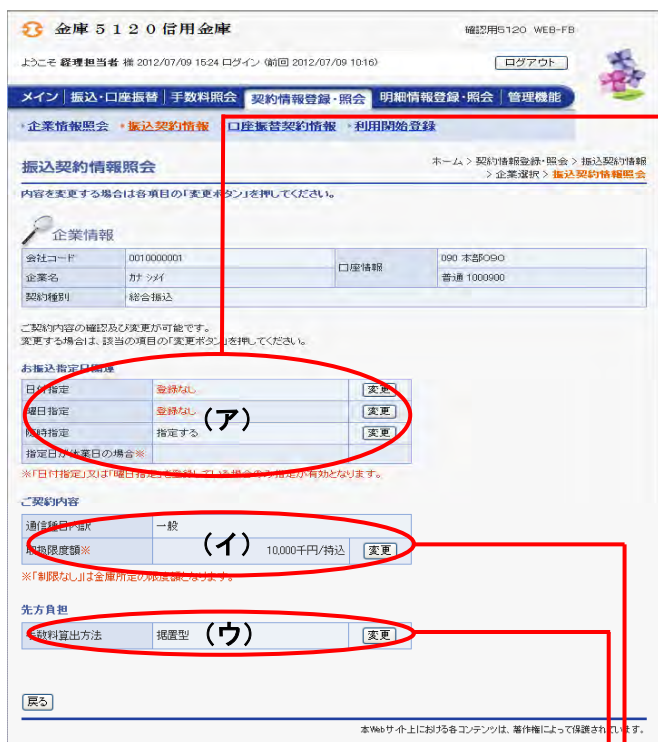 金庫5120信用金庫
確認用5120 WEB-FB
ようこそ 経理担当者 様 2012/07/09 15:24 ログイン (前回 2012/07/09 10:16)
ログアウト
メイン 振込・口座振替 手数料照会 契約情報登録・照会 明細情報登録・照会 管理機能
・企業情報照会 ・振込契約情報 ・口座振替契約情報 ・利用開始登録
振込契約情報照会
ホーム > 契約情報登録・照会 > 振込契約情報
> 企業選択 > 振込契約情報照会
内容を変更する場合は各項目の「変更ボタン」を押してください。
企業情報
会社コード 0010000001 口座情報 090 本部090
企業名 カナ シメイ 普通 1000900
契約種別 総合振込
ご契約内容の確認及び変更が可能です。
変更する場合は、該当の項目の「変更ボタン」を押してください。
お振込指定日関連
日付指定 登録なし 変更
曜日指定 登録なし 変更
(ア)
随時指定 指定する 変更
指定日が休業日の場合※
※「日付指定」又は「曜日指定」を登録している場合のみ指定が有効となります。
ご契約内容
通信種目内訳 一般
取扱限度額※ (イ) 10,000千円/持込 変更
※「制限なし」は金庫所定の限度額となります。
先方負担
手数料算出方法 据置型 (ウ) 変更
戻る
本Webサイト上における各コンテンツは、著作権によって保護されています。